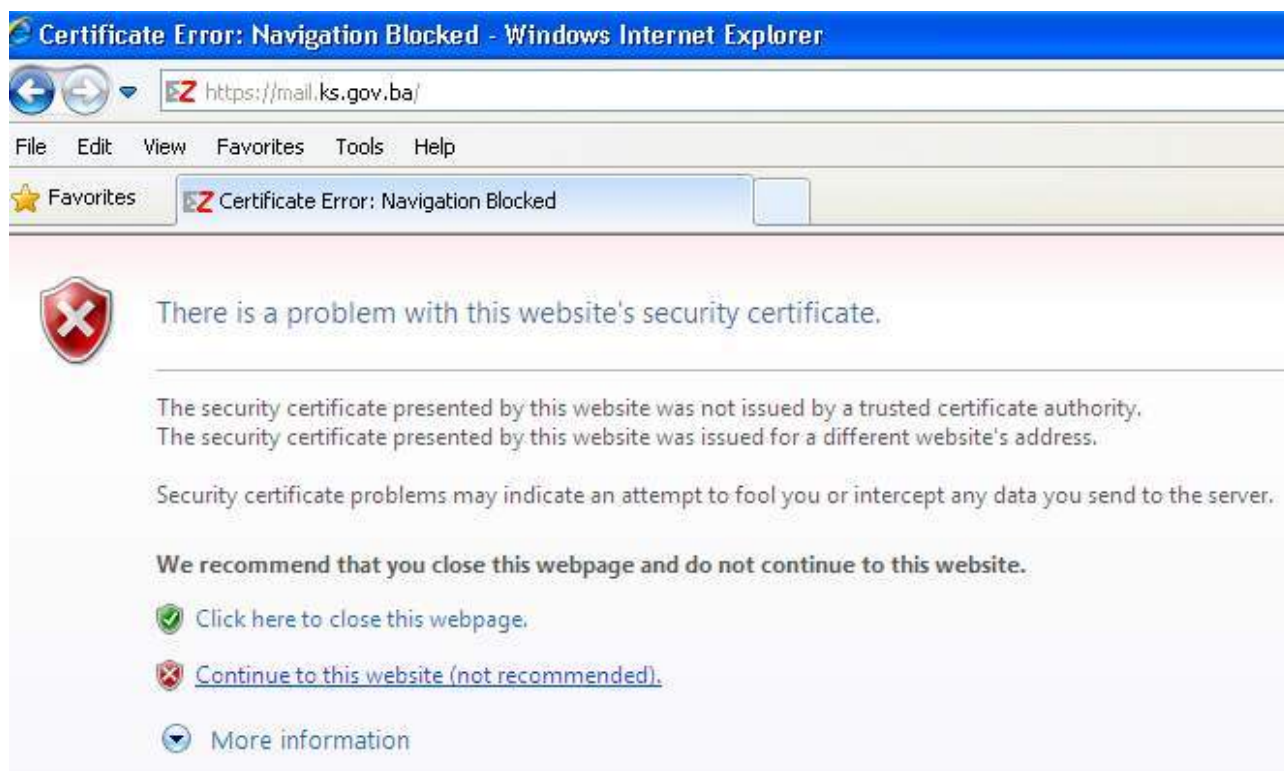 Certificate Error: Navigation Blocked - Windows Internet Explorer
https://mail.ks.gov.ba/
File Edit View Favorites Tools Help
Favorites Certificate Error: Navigation Blocked
There is a problem with this website's security certificate.
The security certificate presented by this website was not issued by a trusted certificate authority.
The security certificate presented by this website was issued for a different website's address.
Security certificate problems may indicate an attempt to fool you or intercept any data you send to the server.
We recommend that you close this webpage and do not continue to this website.
Click here to close this webpage.
Continue to this website (not recommended).
More information